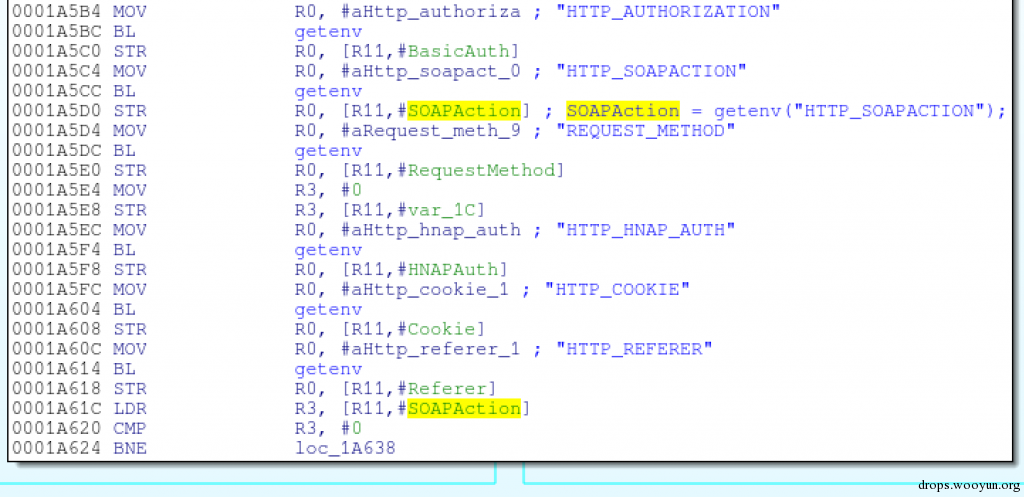 0001A5B4 MOV R0, #aHttp_authoriza ; "HTTP_AUTHORIZATION"
0001A5BC BL getenv
0001A5C0 STR R0, [R11,#BasicAuth]
0001A5C4 MOV R0, #aHttp_soapact_0 ; "HTTP_SOAPACTION"
0001A5CC BL getenv
0001A5D0 STR R0, [R11,#SOAPAction] ; SOAPAction = getenv("HTTP_SOAPACTION");
0001A5D4 MOV R0, #aRequest_meth_9 ; "REQUEST_METHOD"
0001A5DC BL getenv
0001A5E0 STR R0, [R11,#RequestMethod]
0001A5E4 MOV R3, #0
0001A5E8 STR R3, [R11,#var_1C]
0001A5EC MOV R0, #aHttp_hnap_auth ; "HTTP_HNAP_AUTH"
0001A5F4 BL getenv
0001A5F8 STR R0, [R11,#HNAPAuth]
0001A5FC MOV R0, #aHttp_cookie_1 ; "HTTP_COOKIE"
0001A604 BL getenv
0001A608 STR R0, [R11,#Cookie]
0001A60C MOV R0, #aHttp_referer_1 ; "HTTP_REFERER"
0001A614 BL getenv
0001A618 STR R0, [R11,#Referer]
0001A61C LDR R3, [R11,#SOAPAction]
0001A620 CMP R3, #0
0001A624 BNE loc_1A638
drops.wooyun.org